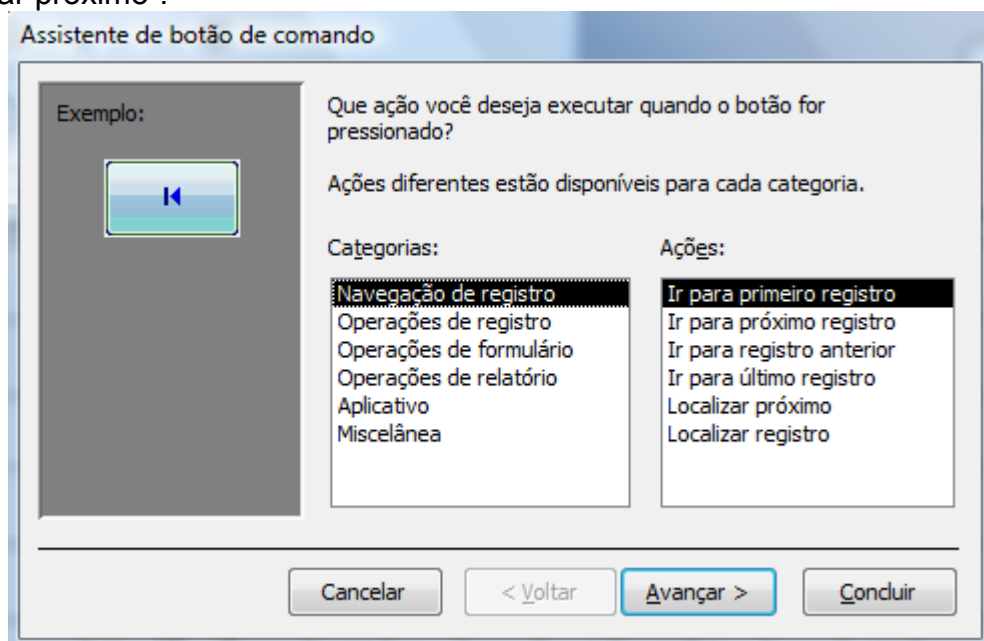 ar próximo".
Assistente de botão de comando
Exemplo:
Que ação você deseja executar quando o botão for
pressionado?
Ações diferentes estão disponíveis para cada categoria.
Categorias:
Navegação de registro
Operações de registro
Operações de formulário
Operações de relatório
Aplicativo
Miscelânea
Ações:
Ir para primeiro registro
Ir para próximo registro
Ir para registro anterior
Ir para último registro
Localizar próximo
Localizar registro
Cancelar
< Voltar
Avançar >
Concluir